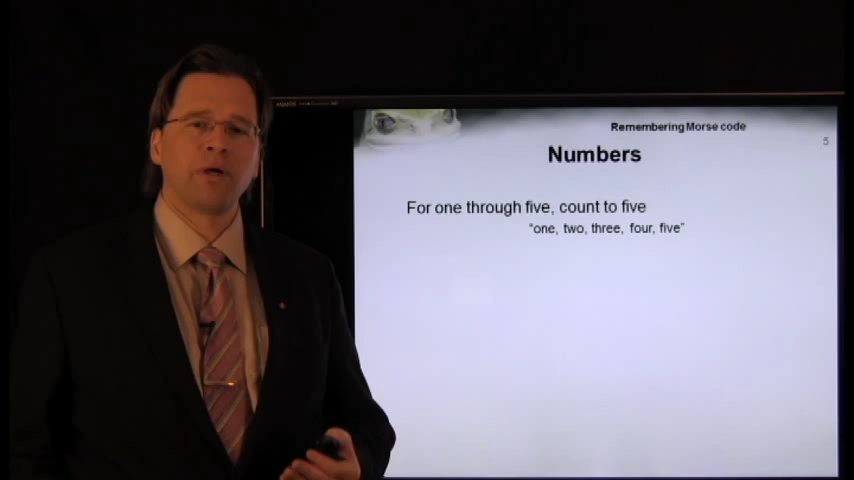 Remembering Morse code
5
Numbers
For one through five, count to five
"one, two, three, four, five"